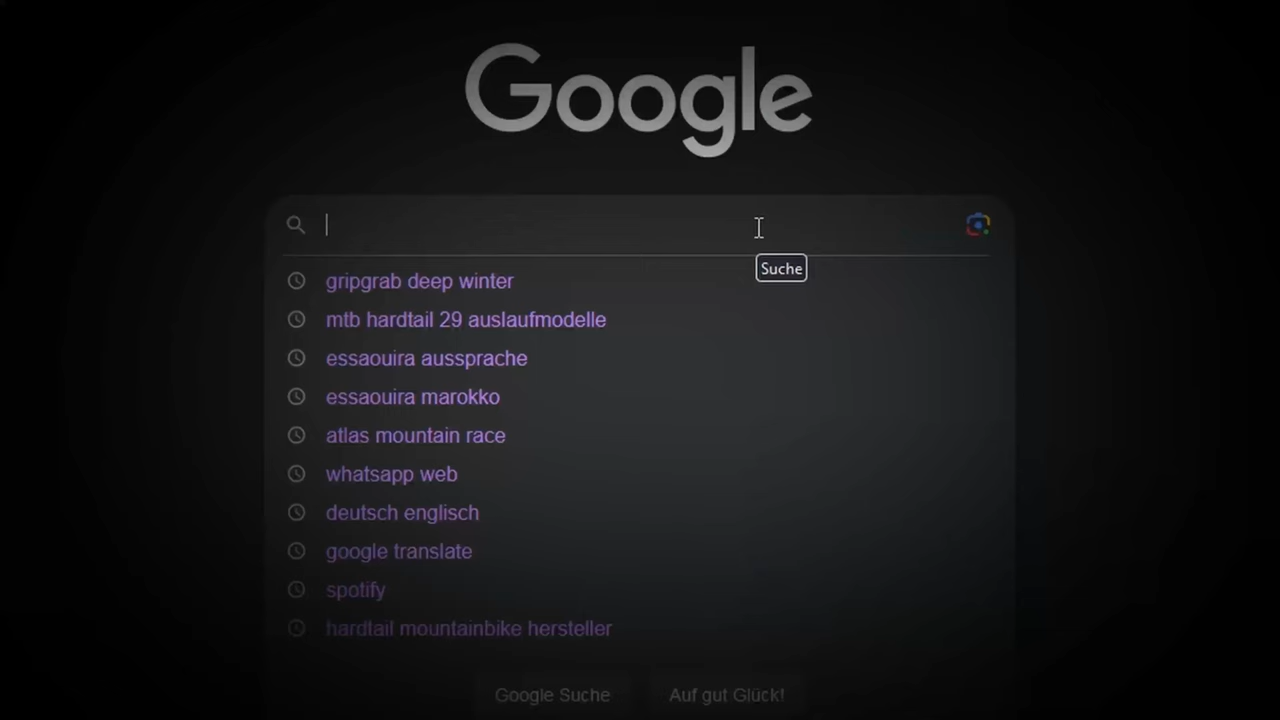 Google
Suche
gripgrab deep winter
mtb hardtail 29 auslaufmodelle
essaouira aussprache
essaouira marokko
atlas mountain race
whatsapp web
deutsch englisch
google translate
spotify
hardtail mountainbike hersteller
Google Suche
Auf gut Glück!